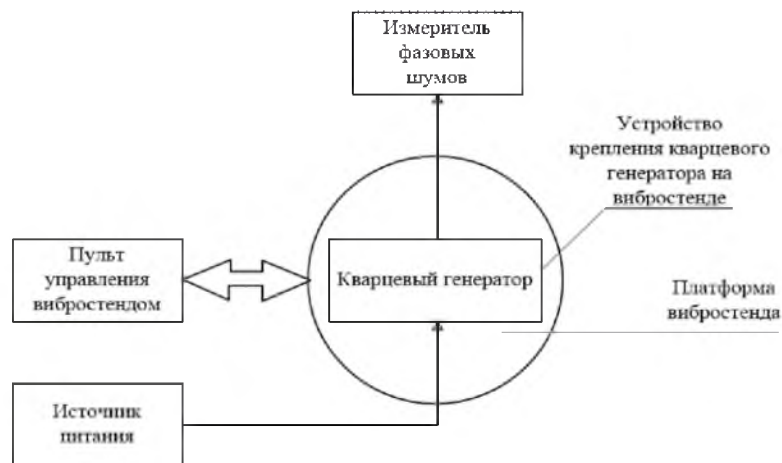 Измеритель
фазовых
шумов
Устройство
крепления кварцевого
генератора на
вибростенде
Пульт
управления
вибростендом
Кварцевый генератор
Платформа
вибростенда
Источник
питания